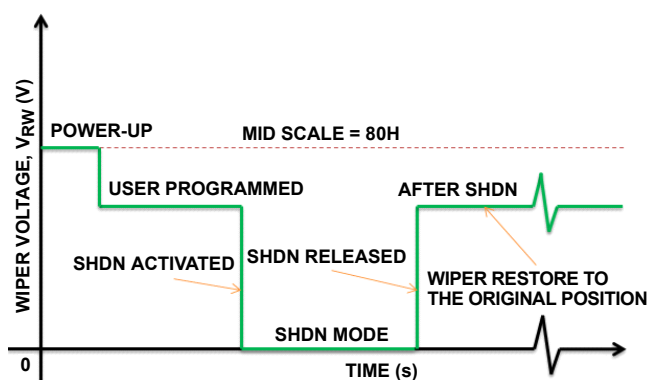 WIPER VOLTAGE, VRW (V)
POWER-UP
MID SCALE = 80H
USER PROGRAMMED
AFTER SHDN
SHDN ACTIVATED
SHDN RELEASED
WIPER RESTORE TO
THE ORIGINAL POSITION
SHDN MODE
0
TIME (s)